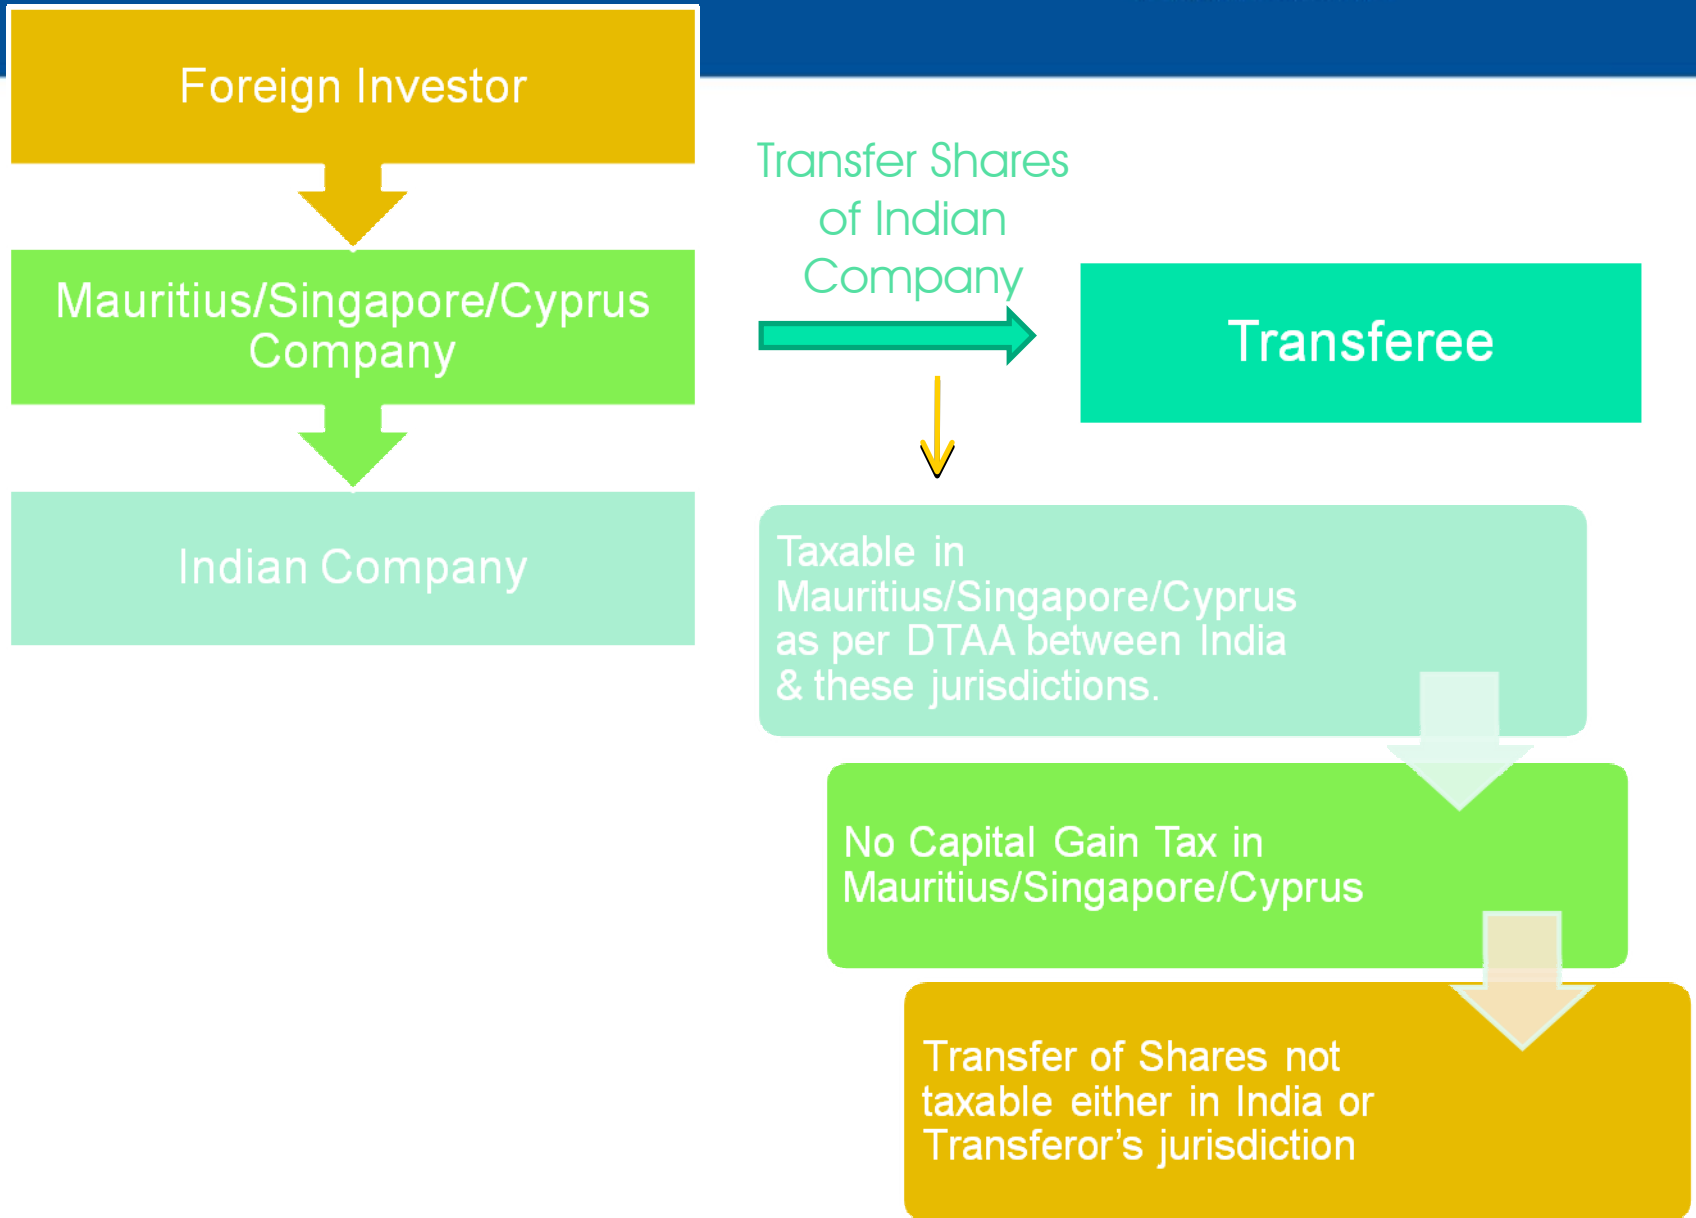 Foreign Investor
Mauritius/Singapore/Cyprus
Company
Indian Company
Transfer Shares
of Indian
Company
Transferee
Taxable in
Mauritius/Singapore/Cyprus
as per DTAA between India
& these jurisdictions.
No Capital Gain Tax in
Mauritius/Singapore/Cyprus
Transfer of Shares not
taxable either in India or
Transferor’s jurisdiction